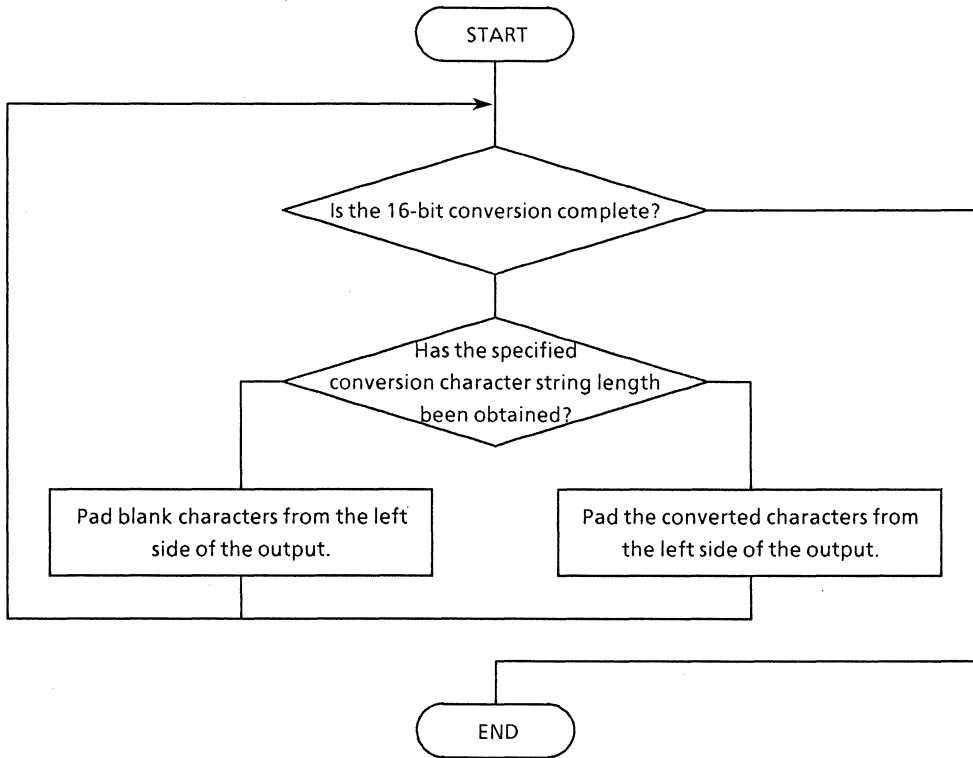 START
Is the 16-bit conversion complete?
Has the specified
conversion character string length
been obtained?
Pad blank characters from the left
side of the output.
Pad the converted characters from
the left side of the output.
END